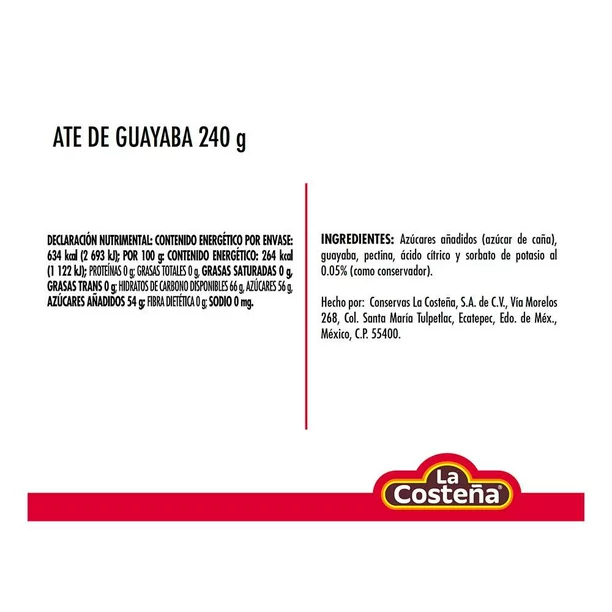 ATE DE GUAYABA 240 g
DECLARACIÓN NUTRIMENTAL: CONTENIDO ENERGÉTICO POR ENVASE:
634 kcal (2 693 kJ); POR 100 g: CONTENIDO ENERGÉTICO: 264 kcal
(1 122 kJ); PROTEÍNAS 0 g; GRASAS TOTALES 0 g, GRASAS SATURADAS 0 g,
GRASAS TRANS 0 g; HIDRATOS DE CARBONO DISPONIBLES 66 g, AZÚCARES 56 g,
AZÚCARES AÑADIDOS 54 g; FIBRA DIETÉTICA 0 g; SODIO 0 mg.
INGREDIENTES: Azúcares añadidos (azúcar de caña),
guayaba, pectina, ácido cítrico y sorbato de potasio al
0.05% (como conservador).
Hecho por: Conservas La Costeña, S.A. de C.V., Vía Morelos
268, Col. Santa María Tulpetlac, Ecatepec, Edo. de Méx.,
México, C.P. 55400.
La
Costeña®